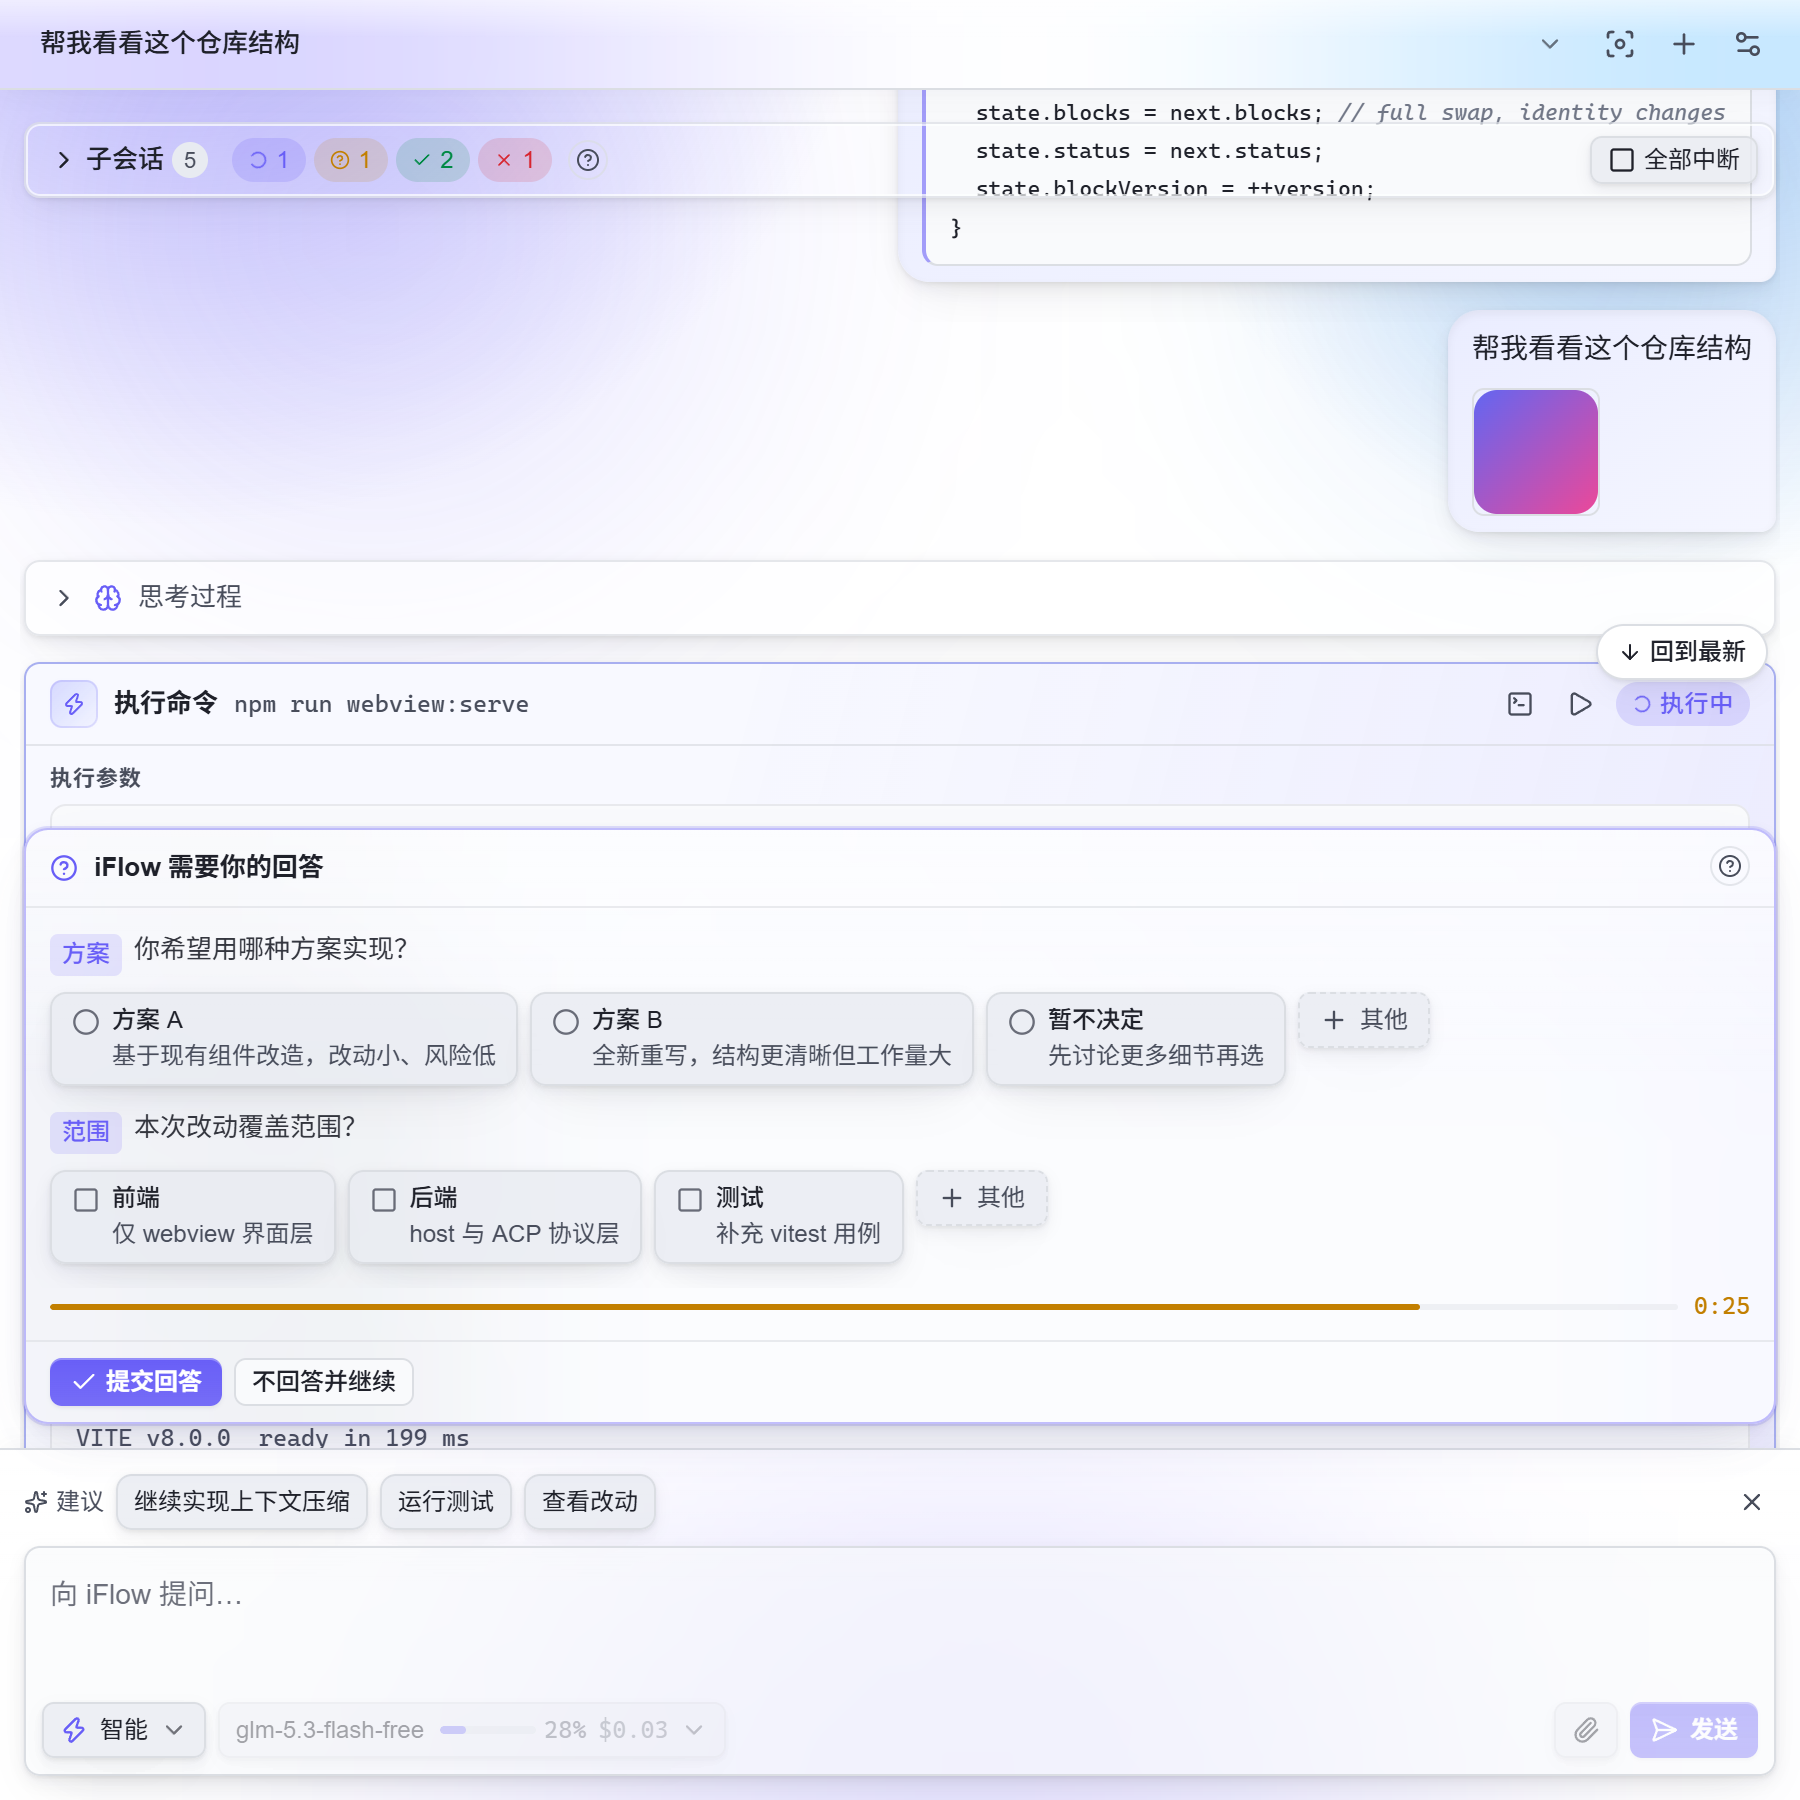 帮我看看这个仓库结构
state.blocks = next.blocks; // full swap, identity changes
子会话 5 1 1 2 1
state.status = next.status;
全部中断
state.blockVersion = ++version;
}
帮我看看这个仓库结构
思考过程
回到最新
执行命令 npm run webview:serve
执行中
执行参数
iFlow 需要你的回答
方案 你希望用哪种方案实现？
方案 A
基于现有组件改造，改动小、风险低
方案 B
全新重写，结构更清晰但工作量大
暂不决定
先讨论更多细节再选
其他
范围 本次改动覆盖范围？
前端
仅 webview 界面层
后端
host 与 ACP 协议层
测试
补充 vitest 用例
其他
0:25
提交回答 不回答并继续
VITE v8.0.0 ready in 199 ms
建议 继续实现上下文压缩 运行测试 查看改动
向 iFlow 提问…
智能 glm-5.3-flash-free 28% $0.03 发送